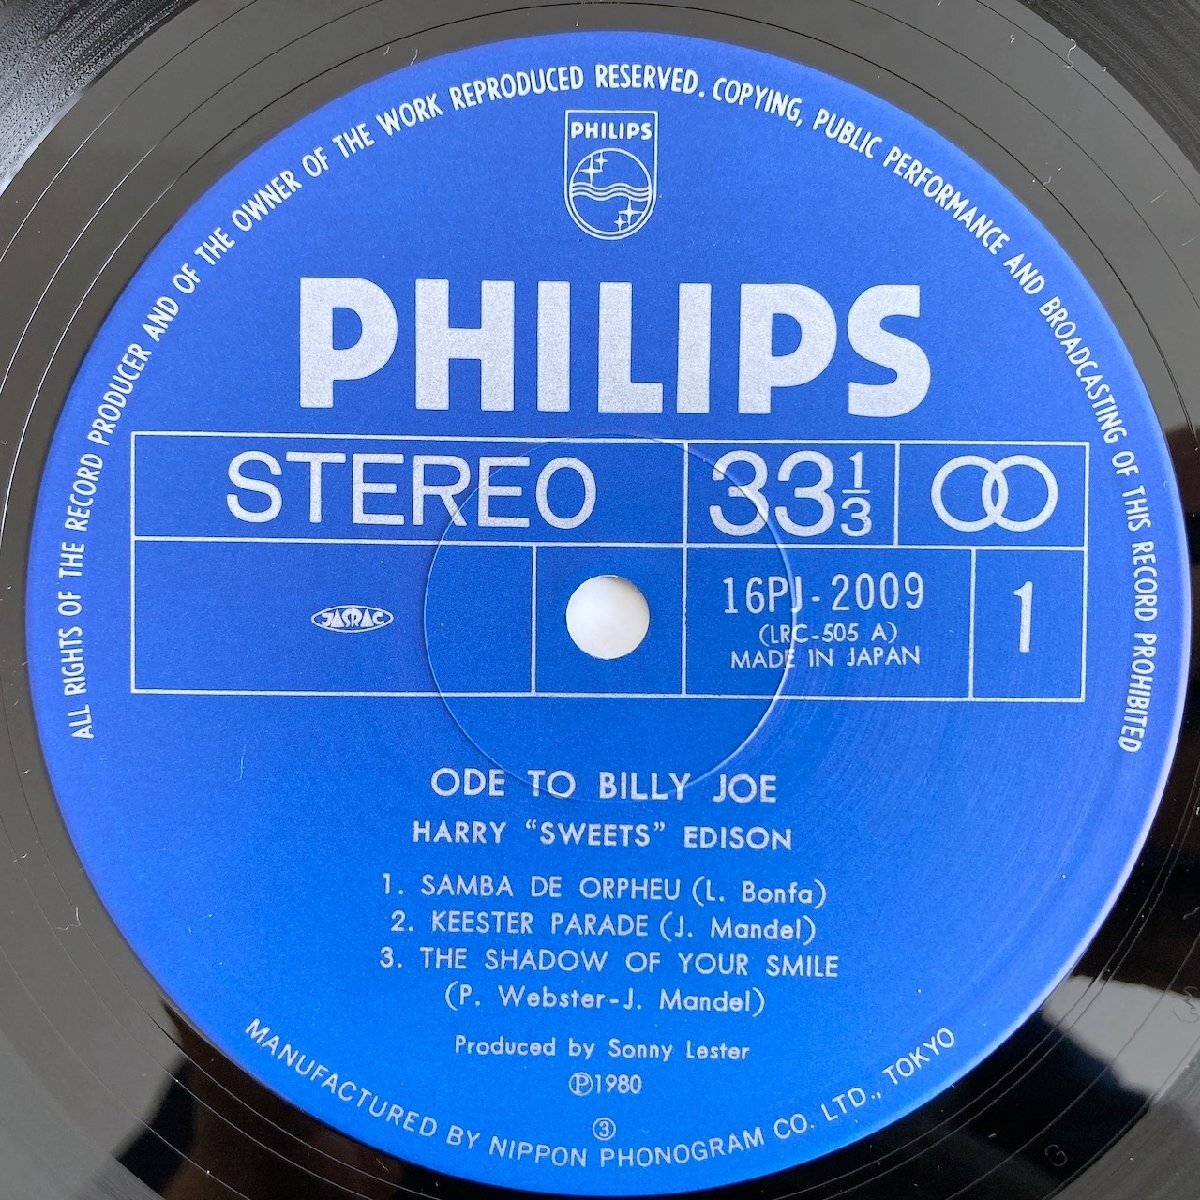 ALL RIGHTS OF THE RECORD PRODUCER AND OF THE OWNER OF THE WORK REPRODUCED RESERVED. COPYING, PUBLIC PERFORMANCE AND BROADCASTING OF THIS RECORD PROHIBITED
PHILIPS
PHILIPS
STEREO 33 1/3
JASRAC
16PJ-2009
(LRC-505 A)
MADE IN JAPAN
1
ODE TO BILLY JOE
HARRY “SWEETS” EDISON
1. SAMBA DE ORPHEU (L. Bonfa)
2. KEESTER PARADE (J. Mandel)
3. THE SHADOW OF YOUR SMILE
(P. Webster-J. Mandel)
Produced by Sonny Lester
Ⓟ1980
③
MANUFACTURED BY NIPPON PHONOGRAM CO. LTD., TOKYO
G